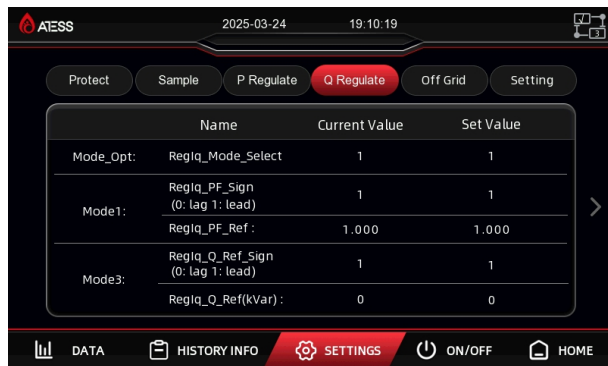 ATESS 2025-03-24 19:10:19
3
Protect Sample P Regulate Q Regulate Off Grid Setting
Name Current Value Set Value
Mode_Opt: RegIq_Mode_Select 1 1
Mode1:
RegIq_PF_Sign
(0: lag 1: lead) 1 1
RegIq_PF_Ref : 1.000 1.000
Mode3:
RegIq_Q_Ref_Sign
(0: lag 1: lead) 1 1
RegIq_Q_Ref(kVar) : 0 0
DATA HISTORY INFO SETTINGS ON/OFF HOME